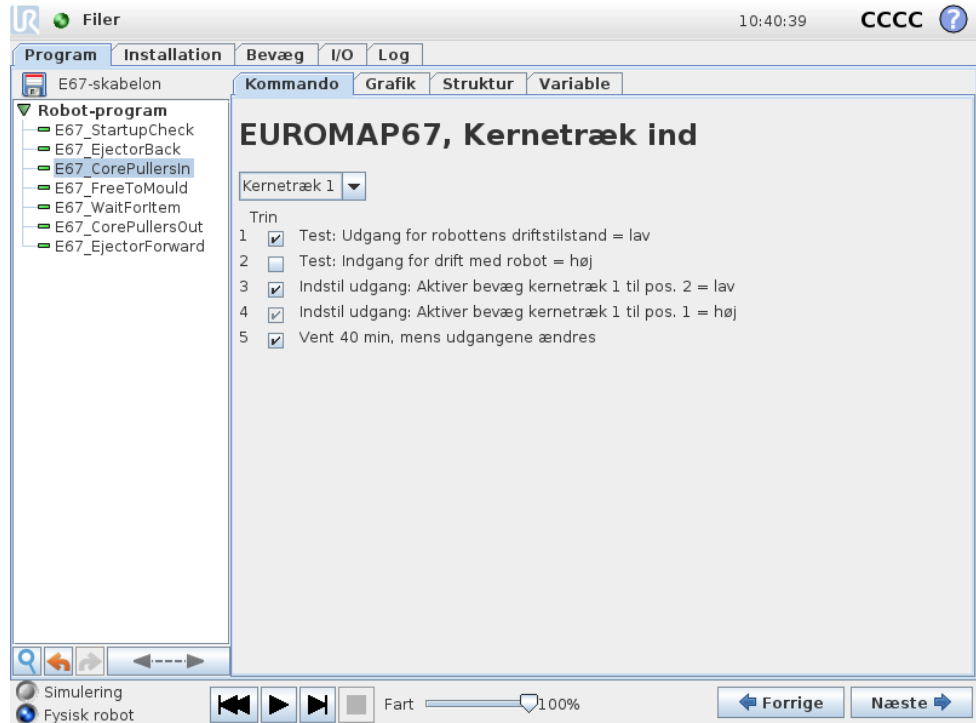 UR Filer 10:40:39 CCCC ?
Program Installation Bevæg I/O Log
E67-skabelon
Kommando Grafik Struktur Variable
Robot-program
E67_StartupCheck
E67_EjectorBack
E67_CorePullersIn
E67_FreeToMould
E67_WaitForItem
E67_CorePullersOut
E67_EjectorForward
EUROMAP67, Kernetræk ind
Kernetræk 1
Trin
1 Test: Udgang for robottens driftstilstand = lav
2 Test: Indgang for drift med robot = høj
3 Indstil udgang: Aktiver bevæg kernetræk 1 til pos. 2 = lav
4 Indstil udgang: Aktiver bevæg kernetræk 1 til pos. 1 = høj
5 Vent 40 min, mens udgangene ændres
Simulering
Fysisk robot
Fart 100%
Forrige Næste